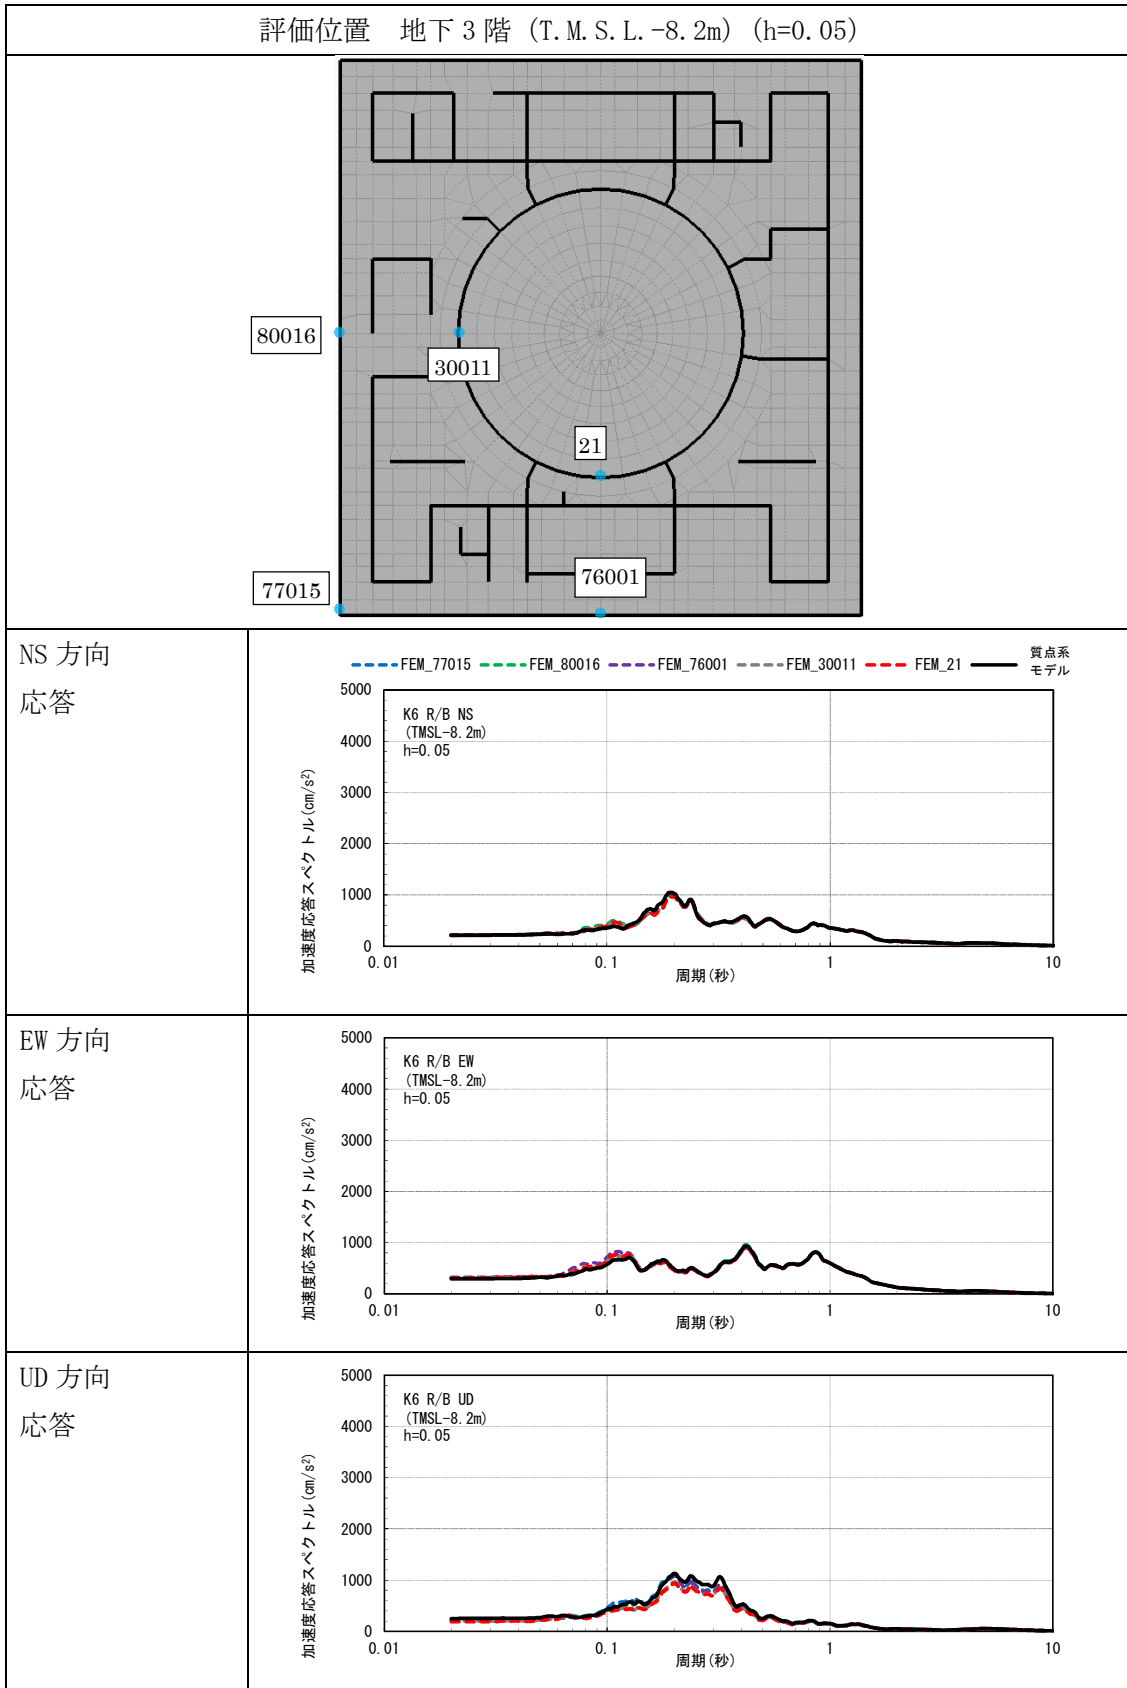 評価位置　地下３階 (T.M.S.L.-8.2m) (h=0.05)
80016
30011
21
77015
76001
NS 方向
応答
FEM_77015 FEM_80016 FEM_76001 FEM_30011 FEM_21 質点系
モデル
K6 R/B NS
(TMSL-8.2m)
h=0.05
加速度応答スペクトル(cm/s²)
5000
4000
3000
2000
1000
0
0.01 0.1 1 10
周期(秒)
EW 方向
応答
K6 R/B EW
(TMSL-8.2m)
h=0.05
加速度応答スペクトル(cm/s²)
5000
4000
3000
2000
1000
0
0.01 0.1 1 10
周期(秒)
UD 方向
応答
K6 R/B UD
(TMSL-8.2m)
h=0.05
加速度応答スペクトル(cm/s²)
5000
4000
3000
2000
1000
0
0.01 0.1 1 10
周期(秒)